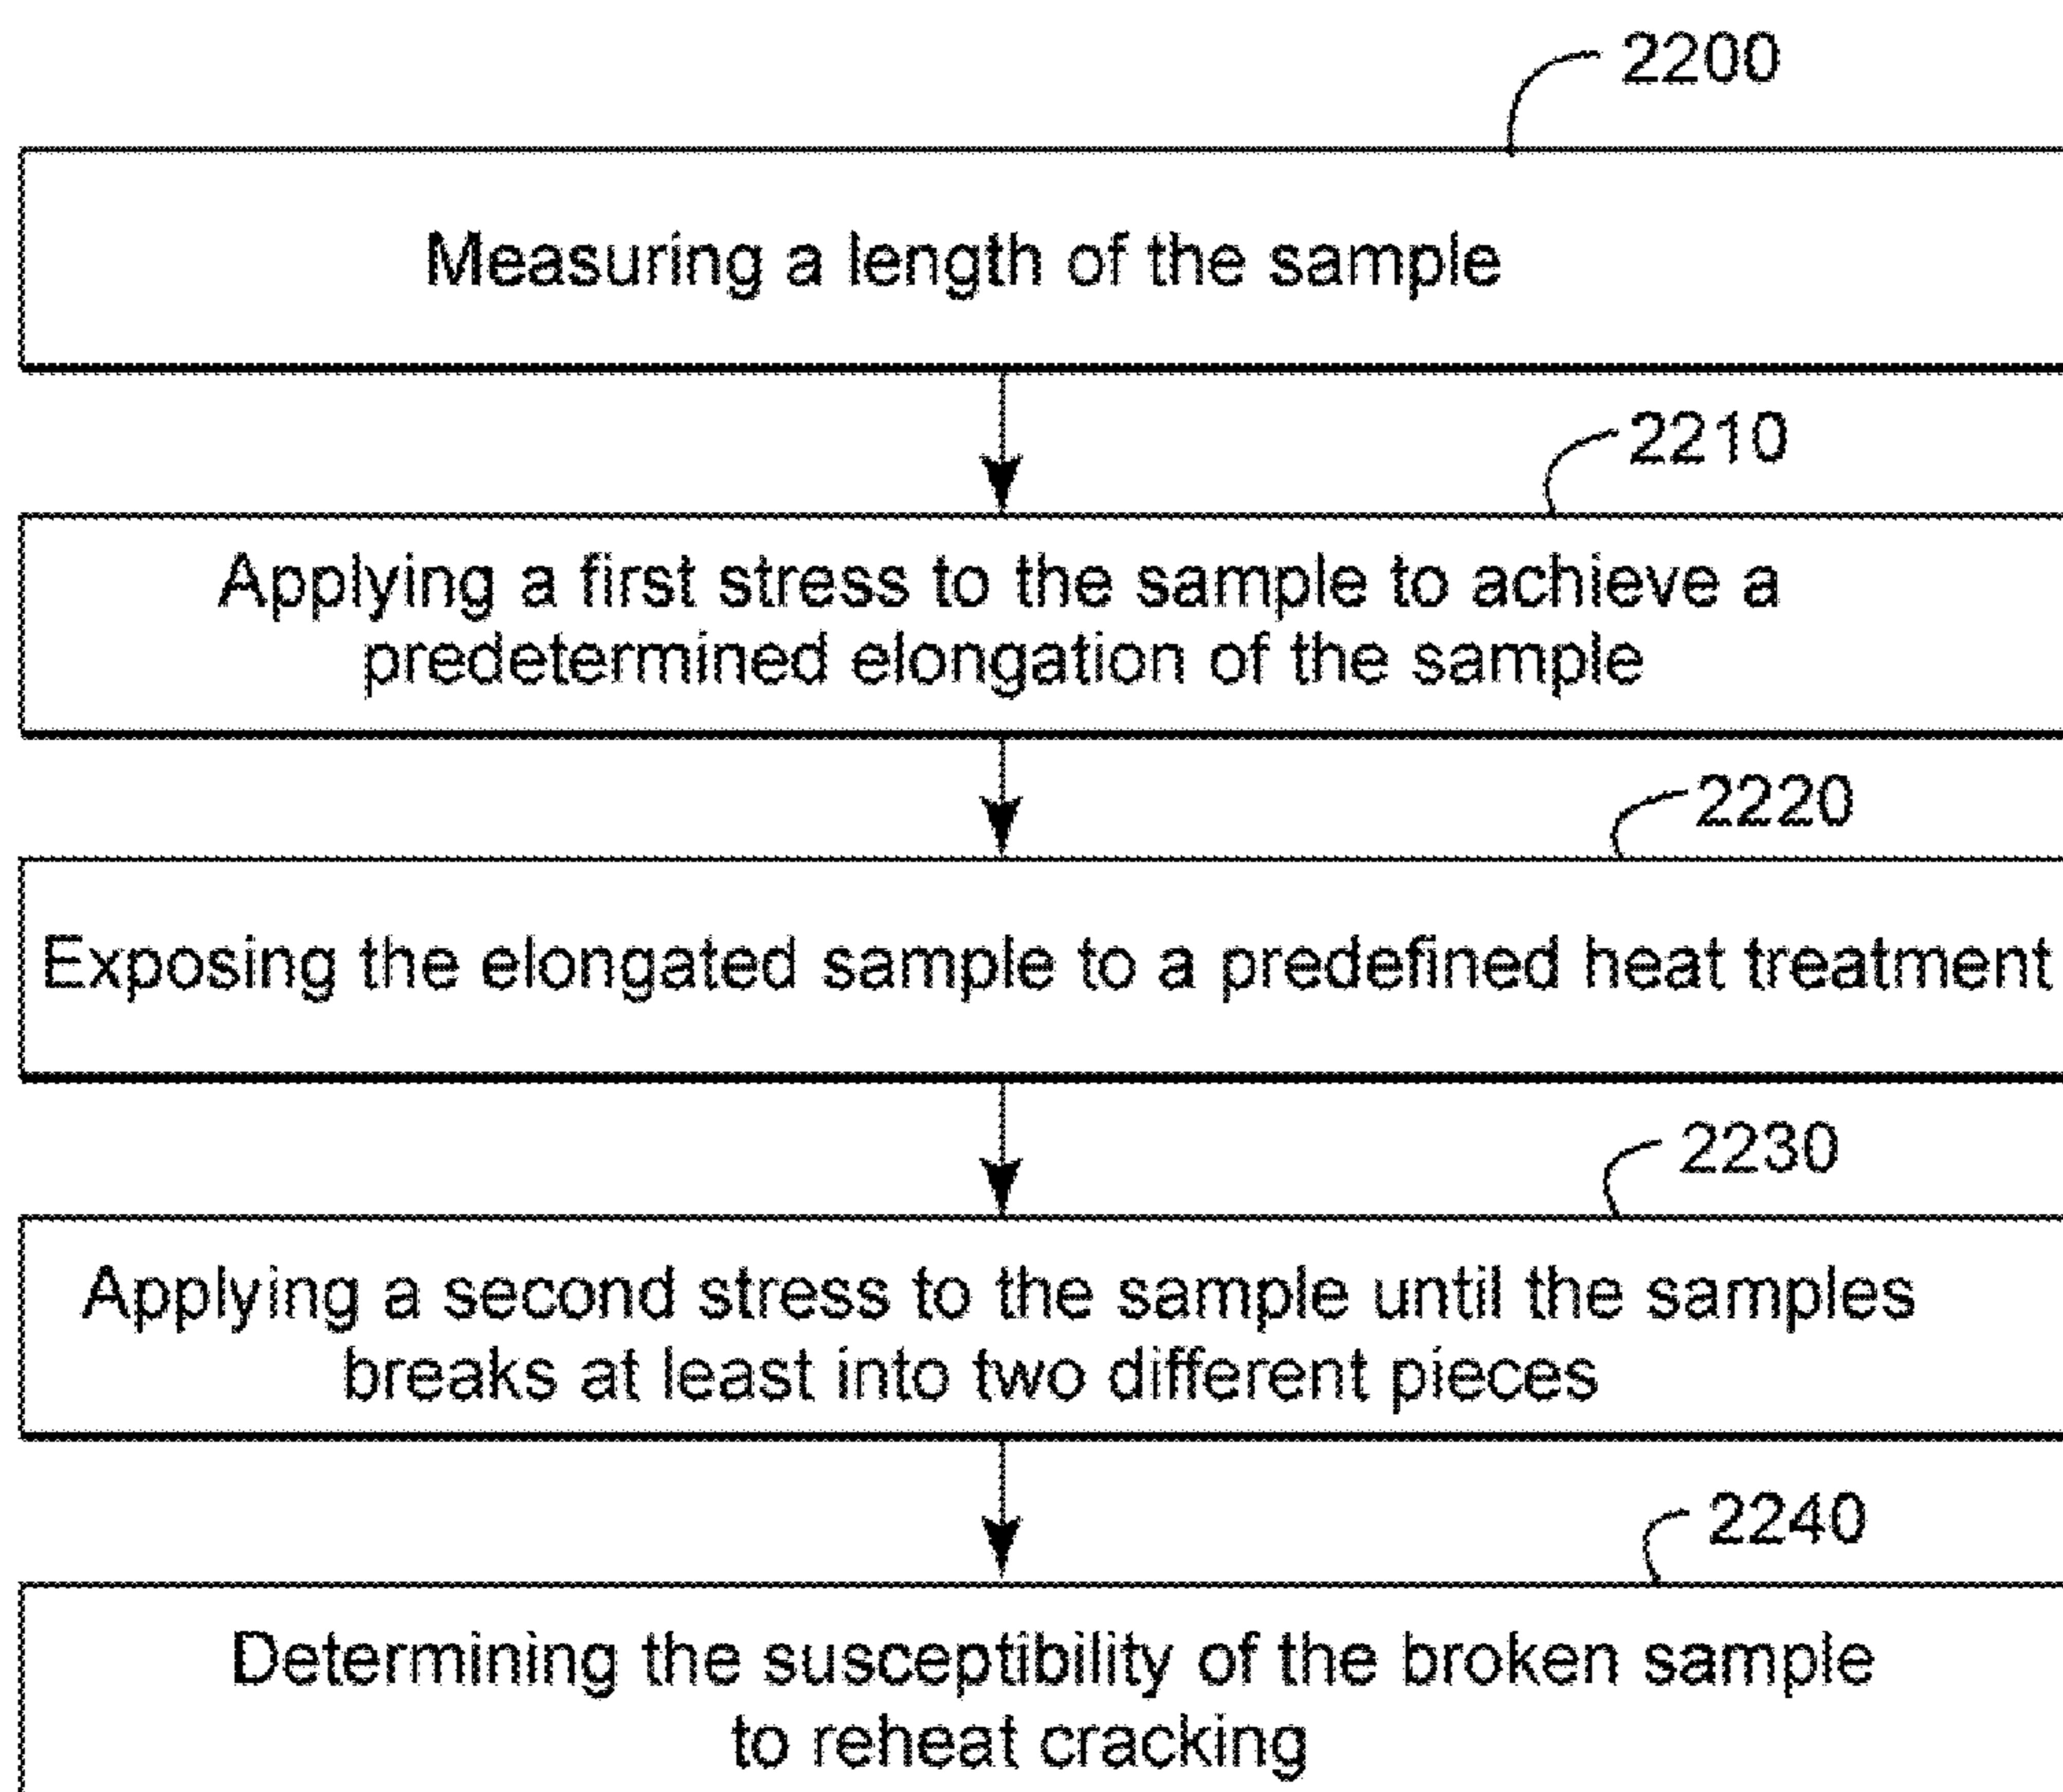 2200
Measuring a length of the sample
2210
Applying a first stress to the sample to achieve a
predetermined elongation of the sample
2220
Exposing the elongated sample to a predefined heat treatment
2230
Applying a second stress to the sample until the samples
breaks at least into two different pieces
2240
Determining the susceptibility of the broken sample
to reheat cracking